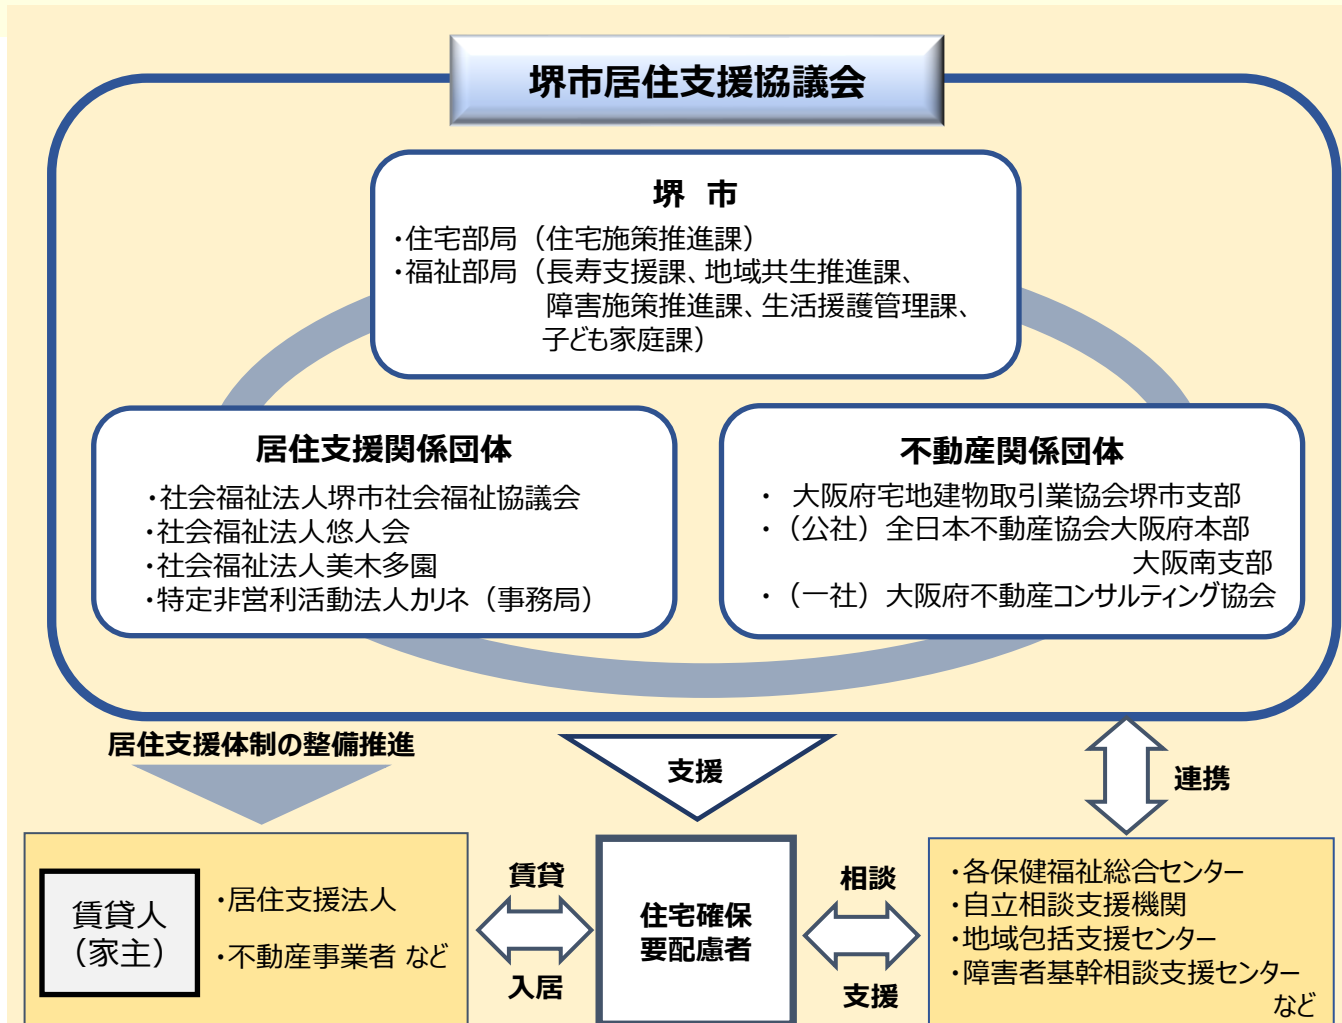 堺市居住支援協議会
堺 市
・住宅部局（住宅施策推進課）
・福祉部局（長寿支援課、地域共生推進課、
障害施策推進課、生活援護管理課、
子ども家庭課）
居住支援関係団体
・社会福祉法人堺市社会福祉協議会
・社会福祉法人悠人会
・社会福祉法人美木多園
・特定非営利活動法人カリネ（事務局）
不動産関係団体
・ 大阪府宅地建物取引業協会堺市支部
・（公社）全日本不動産協会大阪府本部
大阪南支部
・（一社）大阪府不動産コンサルティング協会
居住支援体制の整備推進
支援
連携
賃貸人
（家主）
・居住支援法人
・不動産事業者 など
賃貸
入居
住宅確保
要配慮者
相談
支援
・各保健福祉総合センター
・自立相談支援機関
・地域包括支援センター
・障害者基幹相談支援センター
など